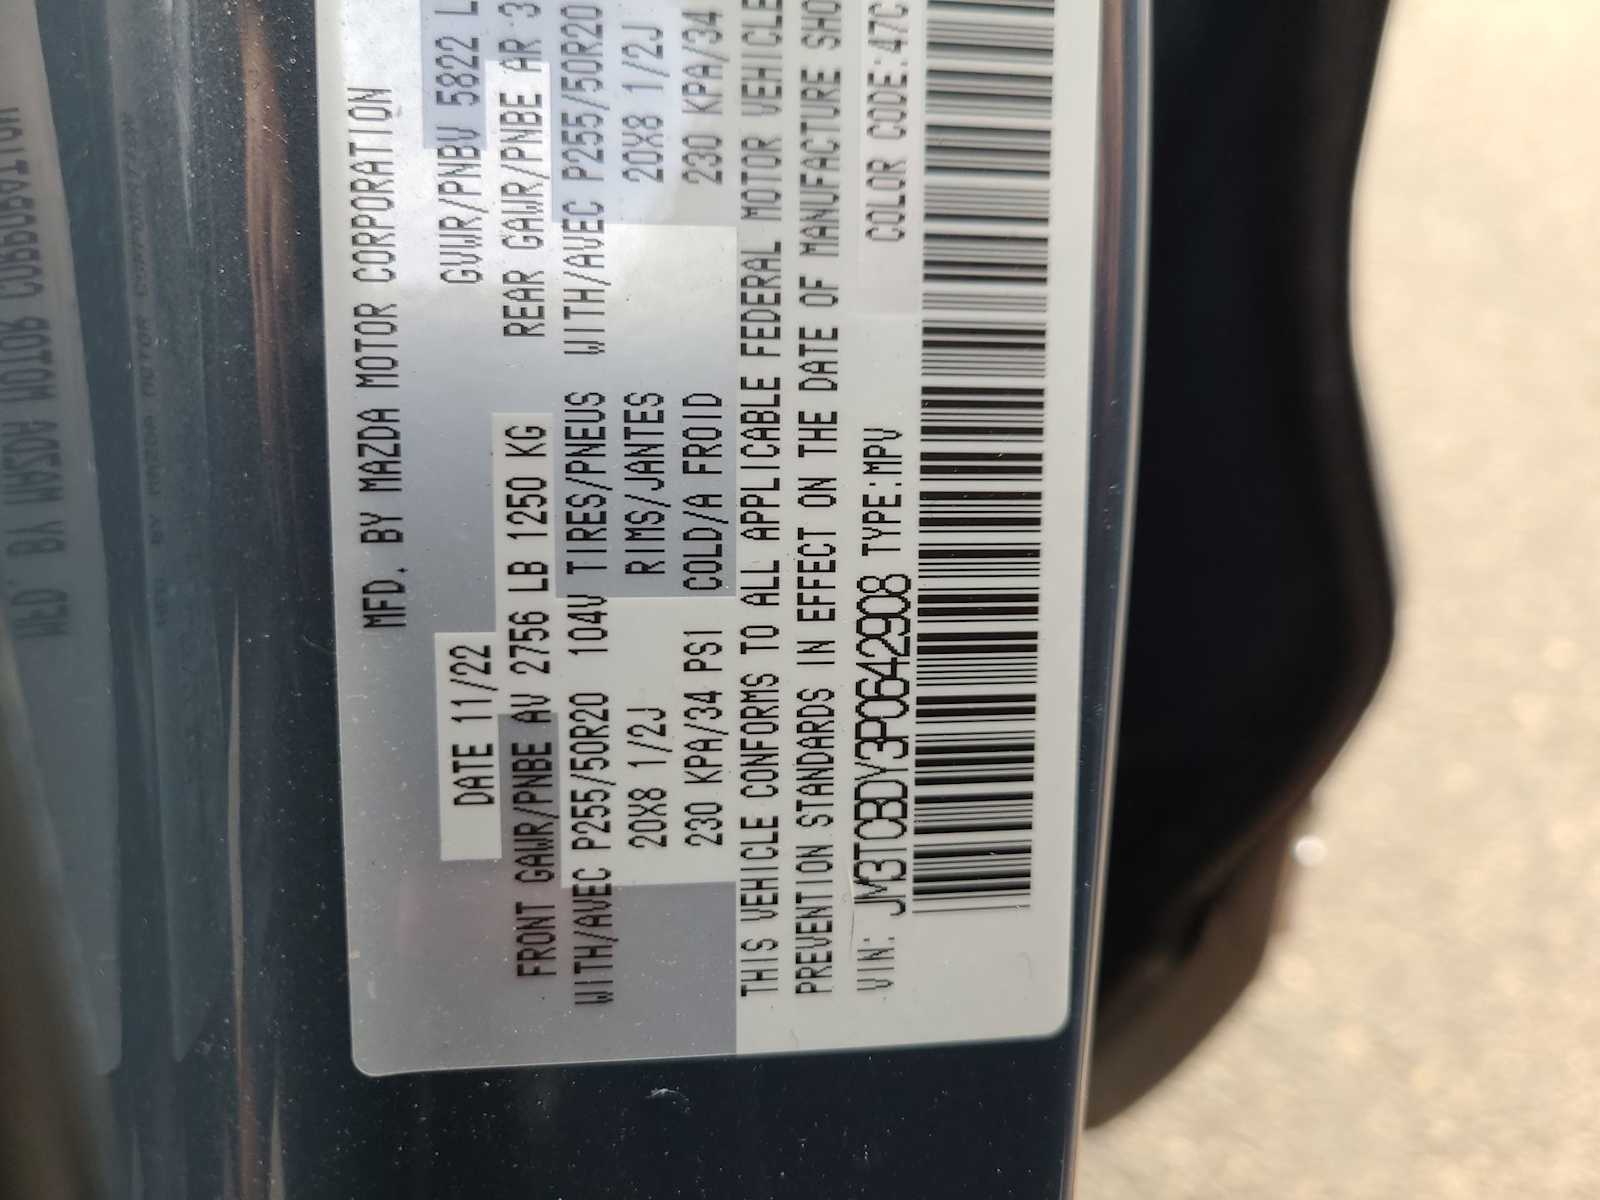 MFD. BY MAZDA MOTOR CORPORATION
DATE 11/22 GVWR/PNBV 5822 L
FRONT GAWR/PNBE AV 2756 LB 1250 KG REAR GAWR/PNBE AR 3
WITH/AVEC P255/50R20 104V TIRES/PNEUS WITH/AVEC P255/50R20
20X8 1/2J RIMS/JANTES 20X8 1/2J
230 KPA/34 PSI COLD/A FROID 230 KPA/34
THIS VEHICLE CONFORMS TO ALL APPLICABLE FEDERAL MOTOR VEHICLE
PREVENTION STANDARDS IN EFFECT ON THE DATE OF MANUFACTURE SHO
VIN: JM3TCBDY3P0642908 TYPE:MPV COLOR CODE:47C